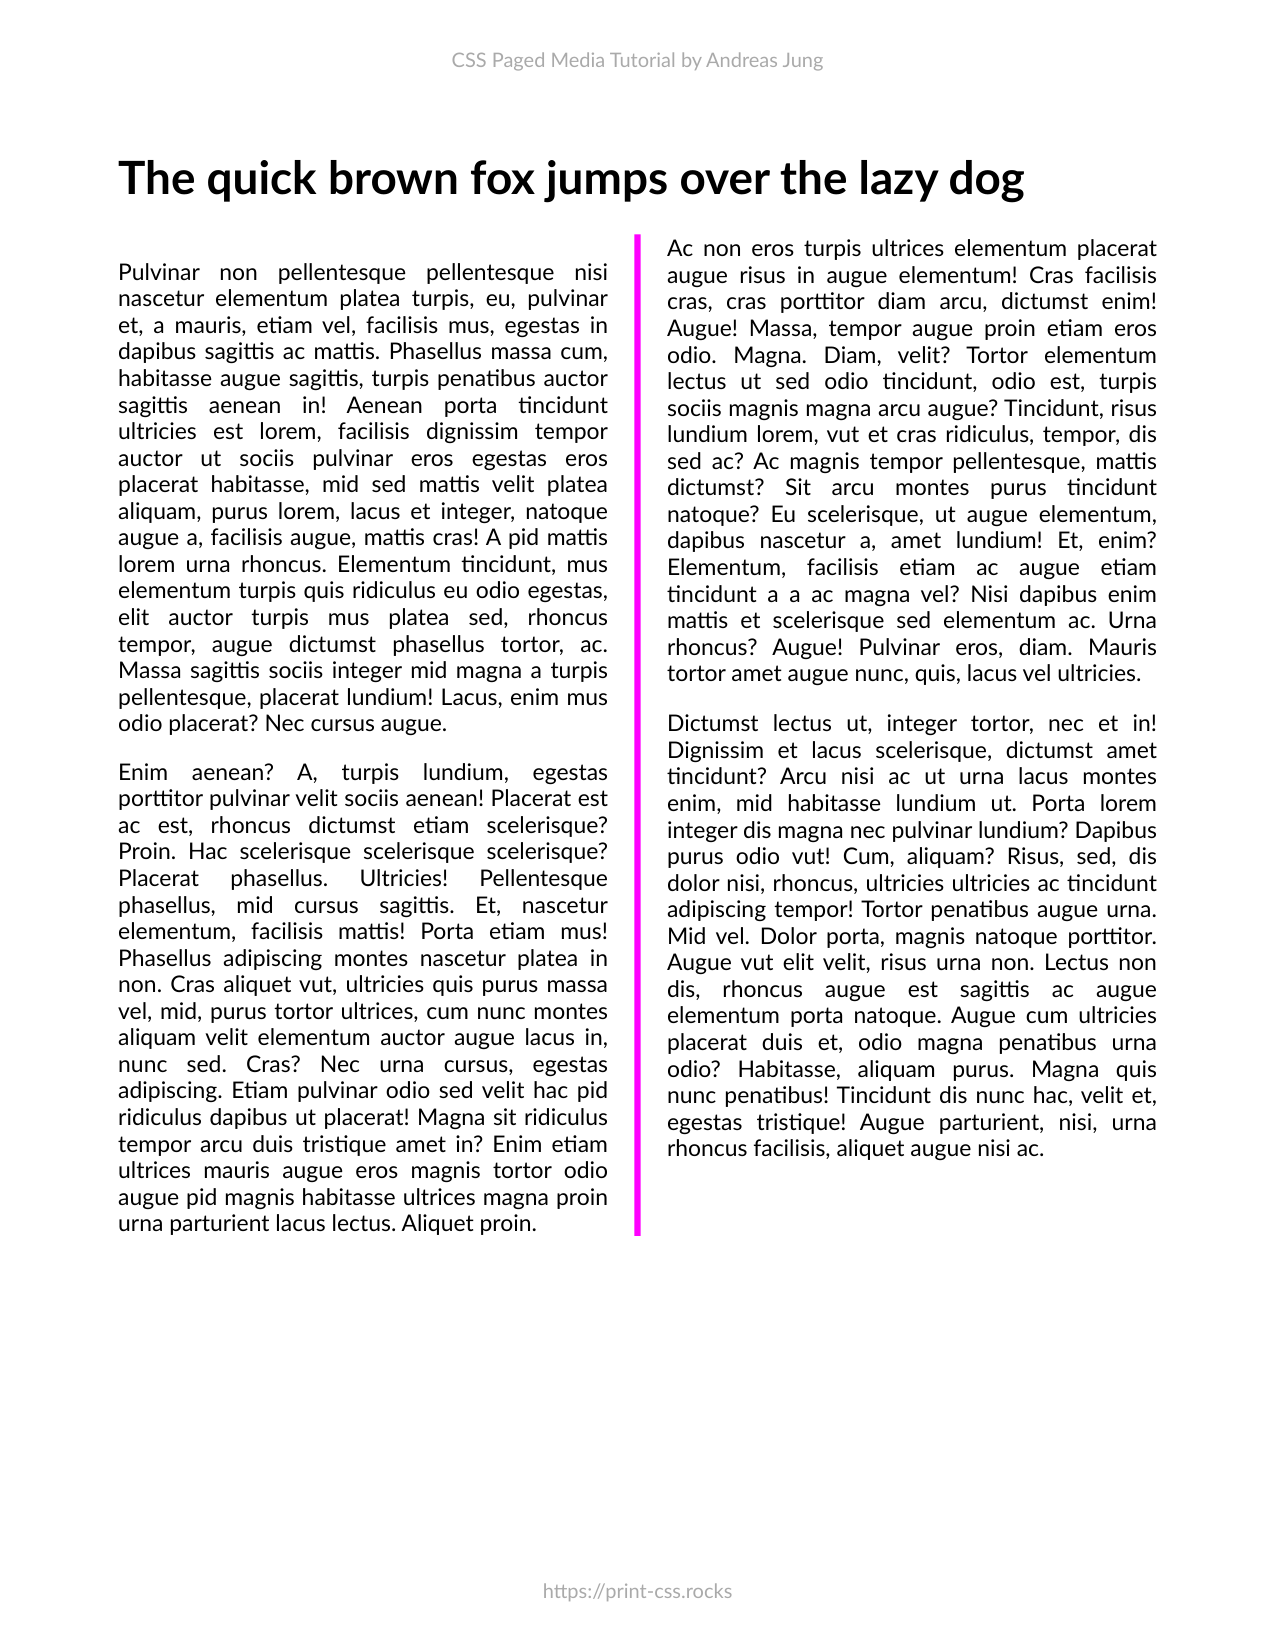 CSS Paged Media Tutorial by Andreas Jung
The quick brown fox jumps over the lazy dog
Pulvinar non pellentesque pellentesque nisi
nascetur elementum platea turpis, eu, pulvinar
et, a mauris, etiam vel, facilisis mus, egestas in
dapibus sagittis ac mattis. Phasellus massa cum,
habitasse augue sagittis, turpis penatibus auctor
sagittis aenean in! Aenean porta tincidunt
ultricies est lorem, facilisis dignissim tempor
auctor ut sociis pulvinar eros egestas eros
placerat habitasse, mid sed mattis velit platea
aliquam, purus lorem, lacus et integer, natoque
augue a, facilisis augue, mattis cras! A pid mattis
lorem urna rhoncus. Elementum tincidunt, mus
elementum turpis quis ridiculus eu odio egestas,
elit auctor turpis mus platea sed, rhoncus
tempor, augue dictumst phasellus tortor, ac.
Massa sagittis sociis integer mid magna a turpis
pellentesque, placerat lundium! Lacus, enim mus
odio placerat? Nec cursus augue.
Enim aenean? A, turpis lundium, egestas
porttitor pulvinar velit sociis aenean! Placerat est
ac est, rhoncus dictumst etiam scelerisque?
Proin. Hac scelerisque scelerisque scelerisque?
Placerat phasellus. Ultricies! Pellentesque
phasellus, mid cursus sagittis. Et, nascetur
elementum, facilisis mattis! Porta etiam mus!
Phasellus adipiscing montes nascetur platea in
non. Cras aliquet vut, ultricies quis purus massa
vel, mid, purus tortor ultrices, cum nunc montes
aliquam velit elementum auctor augue lacus in,
nunc sed. Cras? Nec urna cursus, egestas
adipiscing. Etiam pulvinar odio sed velit hac pid
ridiculus dapibus ut placerat! Magna sit ridiculus
tempor arcu duis tristique amet in? Enim etiam
ultrices mauris augue eros magnis tortor odio
augue pid magnis habitasse ultrices magna proin
urna parturient lacus lectus. Aliquet proin.
Ac non eros turpis ultrices elementum placerat
augue risus in augue elementum! Cras facilisis
cras, cras porttitor diam arcu, dictumst enim!
Augue! Massa, tempor augue proin etiam eros
odio. Magna. Diam, velit? Tortor elementum
lectus ut sed odio tincidunt, odio est, turpis
sociis magnis magna arcu augue? Tincidunt, risus
lundium lorem, vut et cras ridiculus, tempor, dis
sed ac? Ac magnis tempor pellentesque, mattis
dictumst? Sit arcu montes purus tincidunt
natoque? Eu scelerisque, ut augue elementum,
dapibus nascetur a, amet lundium! Et, enim?
Elementum, facilisis etiam ac augue etiam
tincidunt a a ac magna vel? Nisi dapibus enim
mattis et scelerisque sed elementum ac. Urna
rhoncus? Augue! Pulvinar eros, diam. Mauris
tortor amet augue nunc, quis, lacus vel ultricies.
Dictumst lectus ut, integer tortor, nec et in!
Dignissim et lacus scelerisque, dictumst amet
tincidunt? Arcu nisi ac ut urna lacus montes
enim, mid habitasse lundium ut. Porta lorem
integer dis magna nec pulvinar lundium? Dapibus
purus odio vut! Cum, aliquam? Risus, sed, dis
dolor nisi, rhoncus, ultricies ultricies ac tincidunt
adipiscing tempor! Tortor penatibus augue urna.
Mid vel. Dolor porta, magnis natoque porttitor.
Augue vut elit velit, risus urna non. Lectus non
dis, rhoncus augue est sagittis ac augue
elementum porta natoque. Augue cum ultricies
placerat duis et, odio magna penatibus urna
odio? Habitasse, aliquam purus. Magna quis
nunc penatibus! Tincidunt dis nunc hac, velit et,
egestas tristique! Augue parturient, nisi, urna
rhoncus facilisis, aliquet augue nisi ac.
https://print-css.rocks